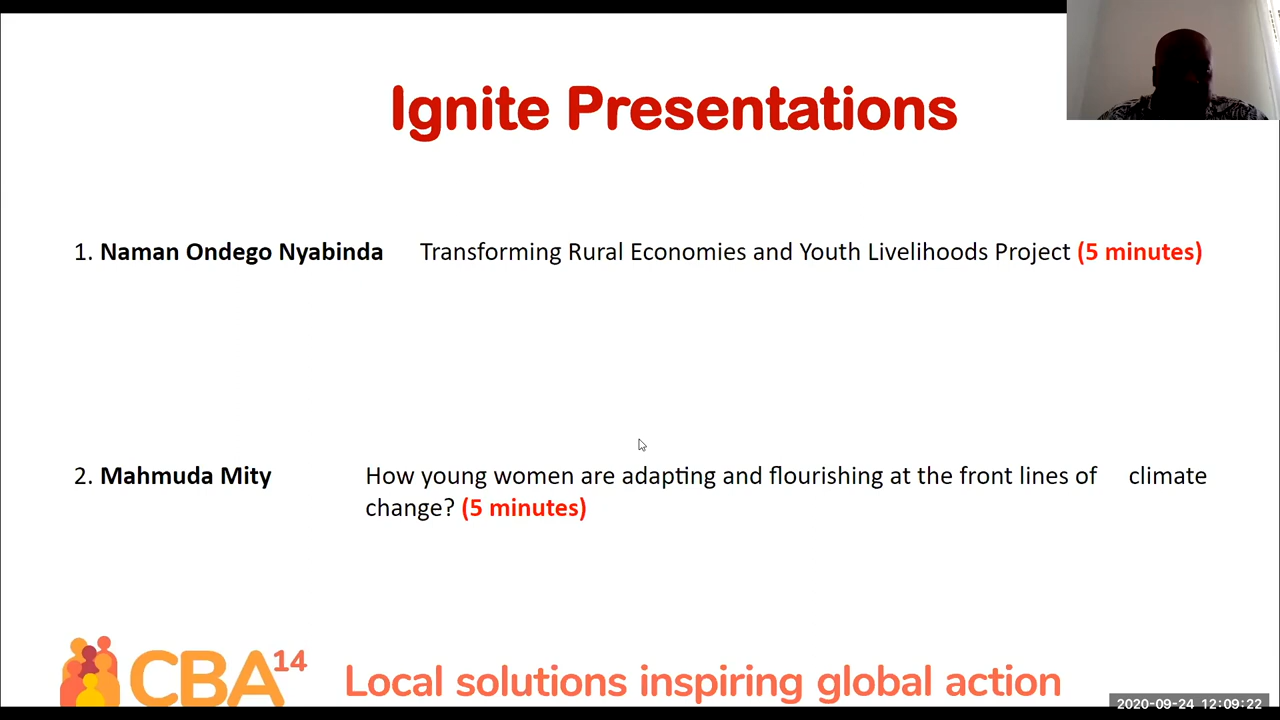 Ignite Presentations
1. Naman Ondego Nyabinda Transforming Rural Economies and Youth Livelihoods Project (5 minutes)
2. Mahmuda Mity How young women are adapting and flourishing at the front lines of climate
change? (5 minutes)
CBA14 Local solutions inspiring global action
2020-09-24 12:09:22